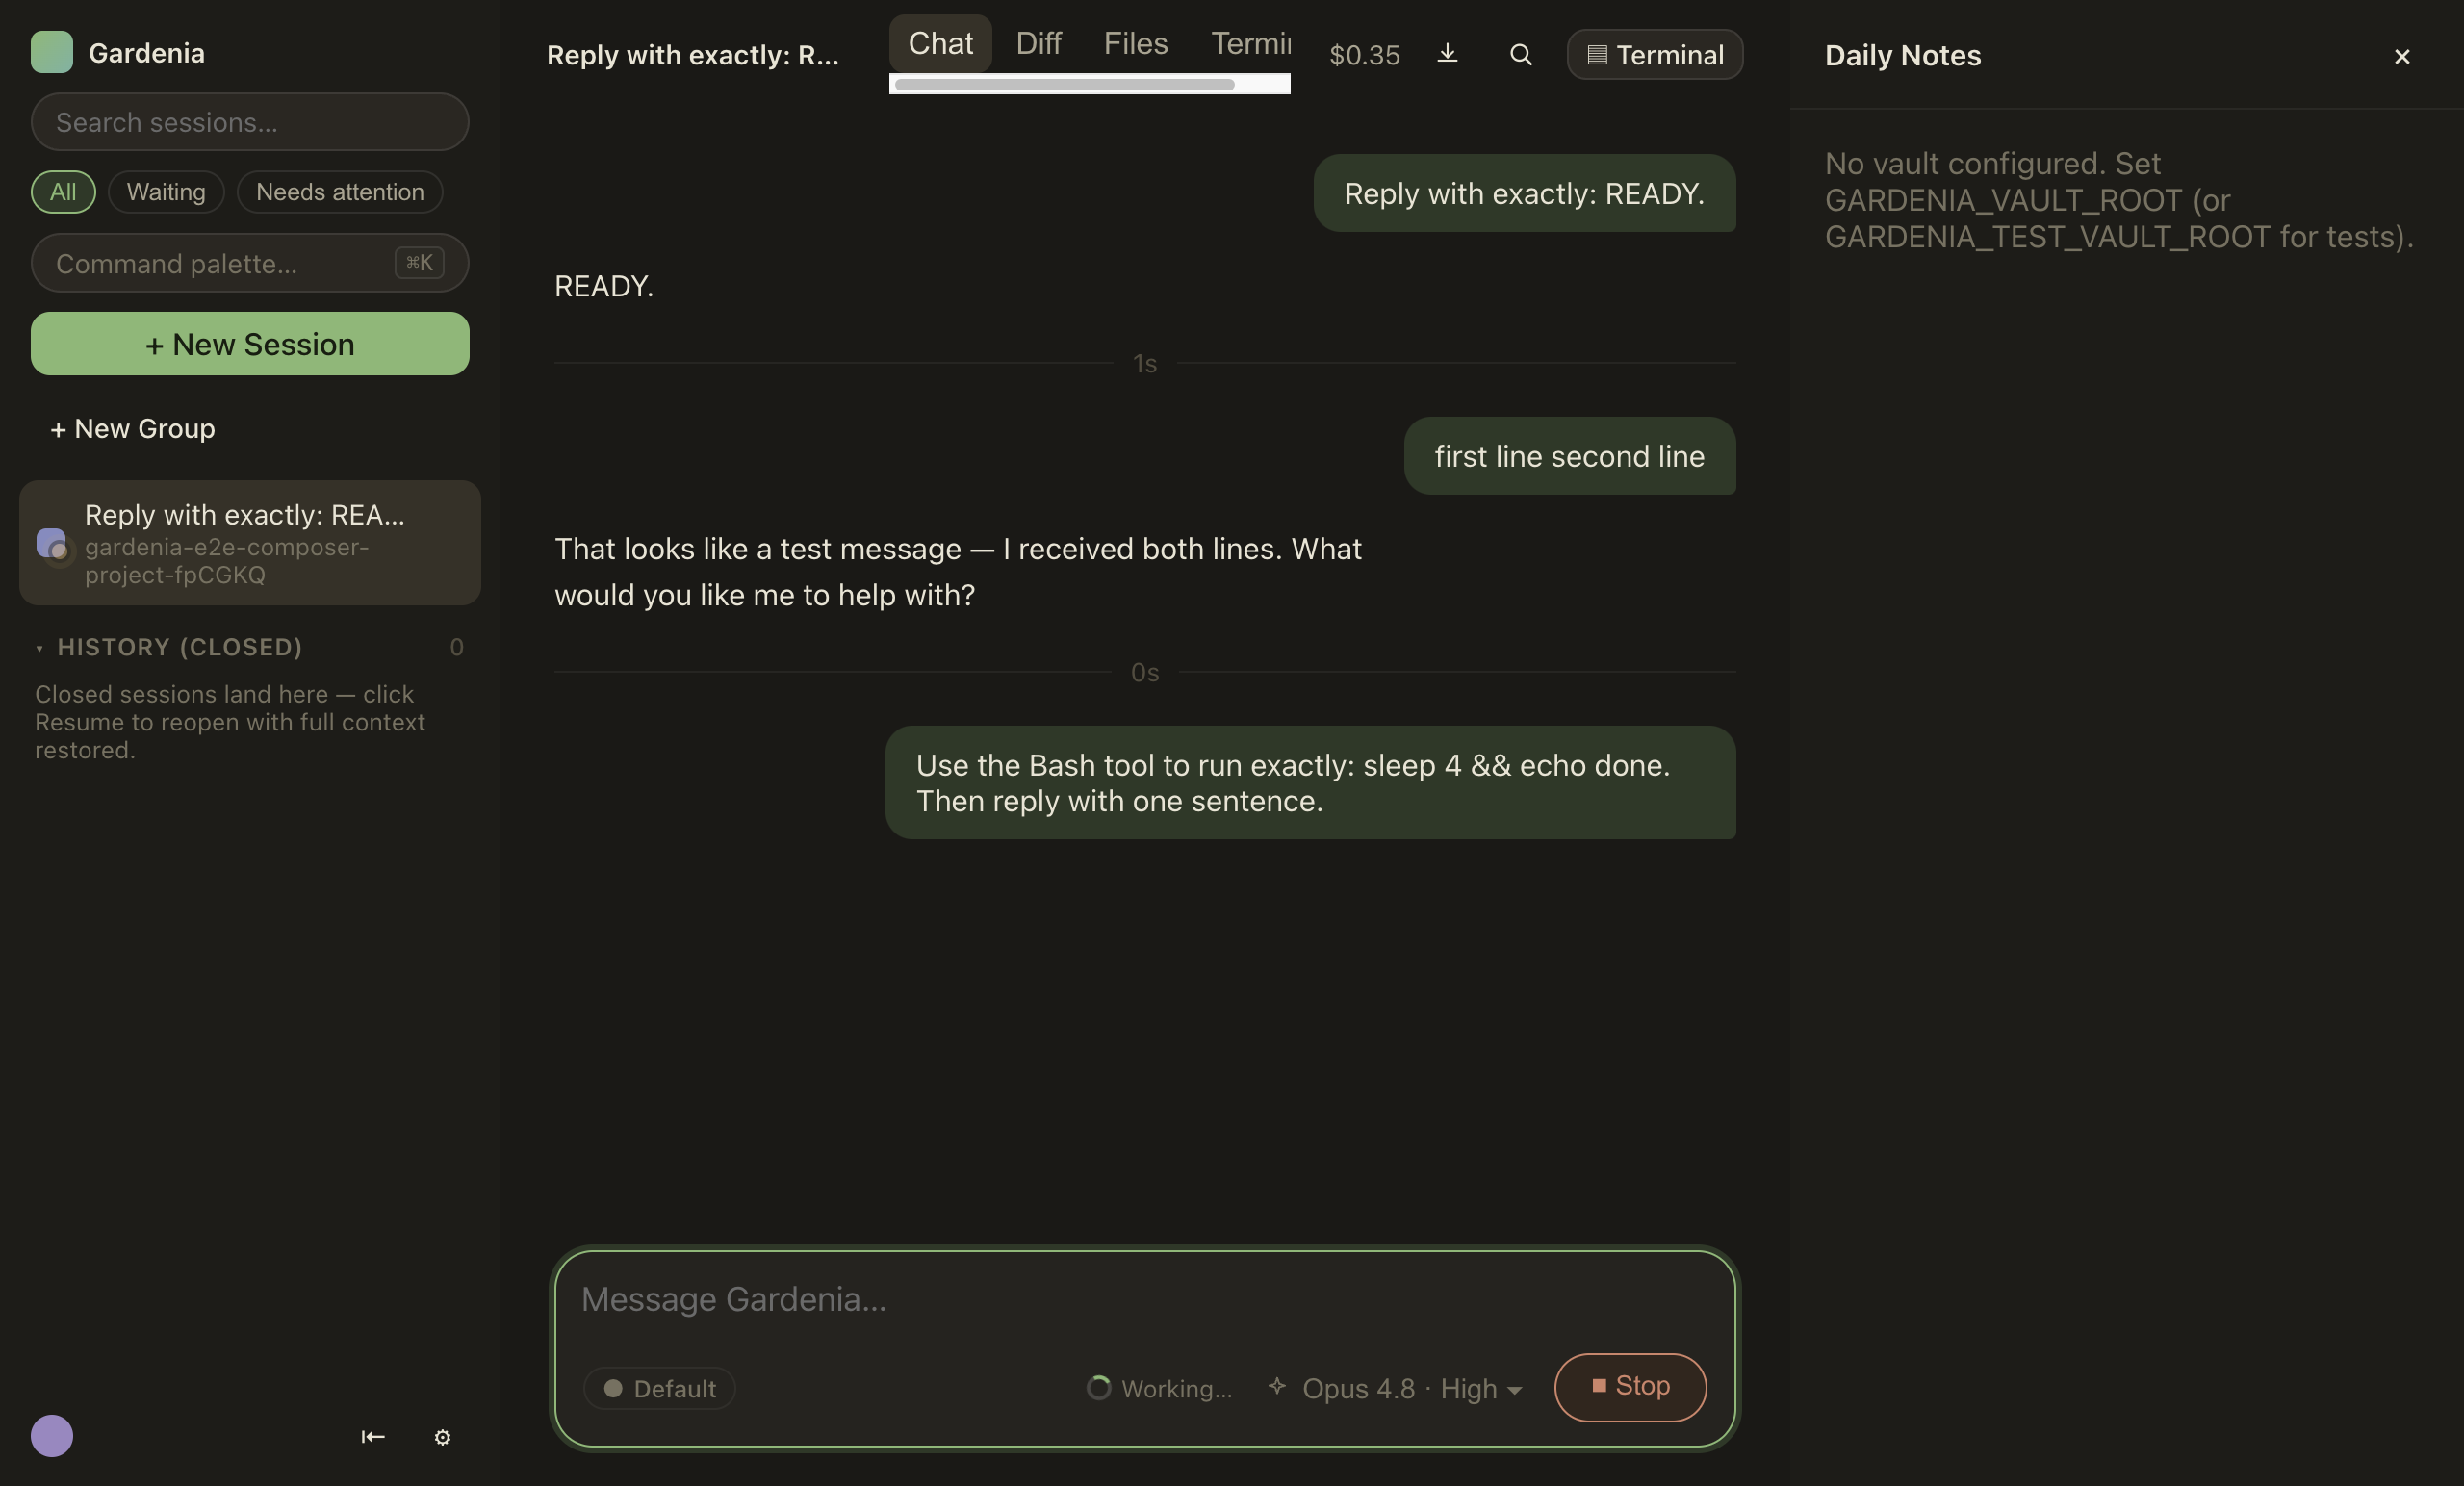 Gardenia
Search sessions...
All
Waiting
Needs attention
Command palette...
⌘K
+ New Session
+ New Group
Reply with exactly: REA...
gardenia-e2e-composer-
project-fpCGKQ
HISTORY (CLOSED)
0
Closed sessions land here — click
Resume to reopen with full context
restored.
Reply with exactly: R...
Chat
Diff
Files
$0.35
Terminal
Reply with exactly: READY.
READY.
1s
first line second line
That looks like a test message — I received both lines. What
would you like me to help with?
0s
Use the Bash tool to run exactly: sleep 4 && echo done.
Then reply with one sentence.
Message Gardenia...
Default
Working...
Opus 4.8 · High
Stop
Daily Notes
No vault configured. Set
GARDENIA_VAULT_ROOT (or
GARDENIA_TEST_VAULT_ROOT for tests).